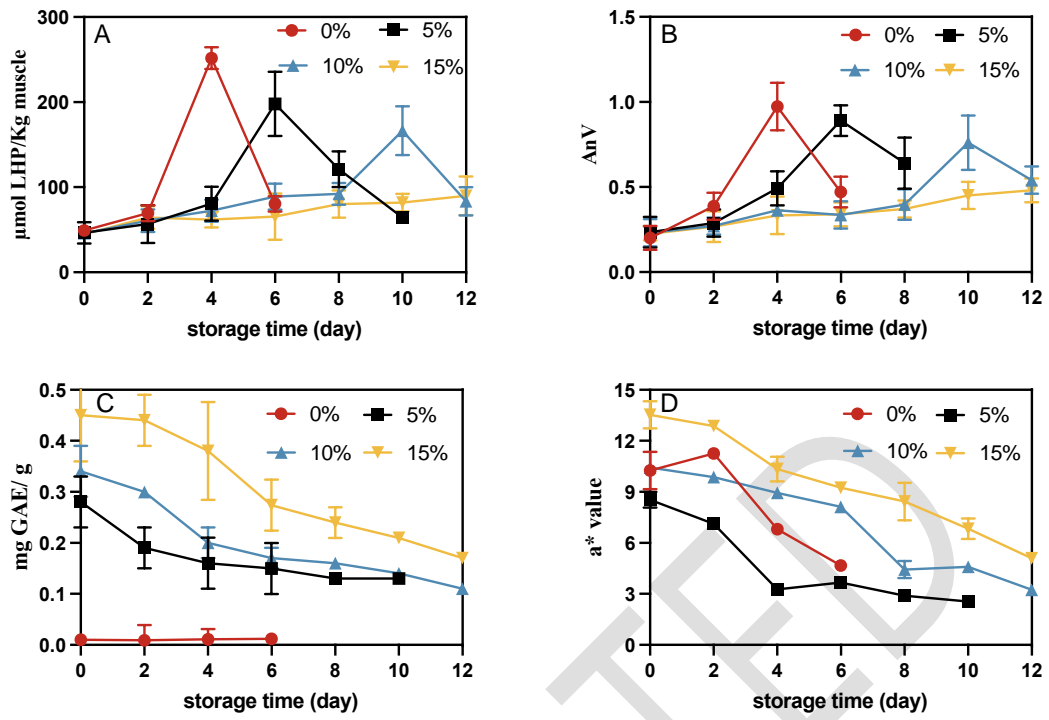 A
0% 5%
10% 15%
µmol LHP/Kg muscle
300
200
100
0
0 2 4 6 8 10 12
storage time (day)
B
0% 5%
10% 15%
AnV
1.5
1.0
0.5
0.0
0 2 4 6 8 10 12
storage time (day)
C
0% 5%
10% 15%
mg GAE/ g
0.5
0.4
0.3
0.2
0.1
0.0
0 2 4 6 8 10 12
storage time (day)
D
0% 5%
10% 15%
a* value
15
12
9
6
3
0
0 2 4 6 8 10 12
storage time (day)
TED